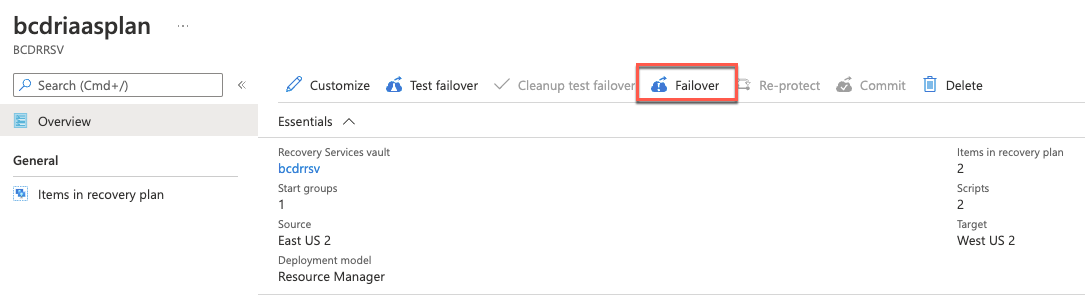 bcdriaasplan ...
BCDRRSV
Search (Cmd+/)
«
Customize
Test failover
Cleanup test failover
Failover
Re-protect
Commit
Delete
Overview
General
Items in recovery plan
Essentials
Recovery Services vault
bcdrrsv
Start groups
1
Source
East US 2
Deployment model
Resource Manager
Items in recovery plan
2
Scripts
2
Target
West US 2